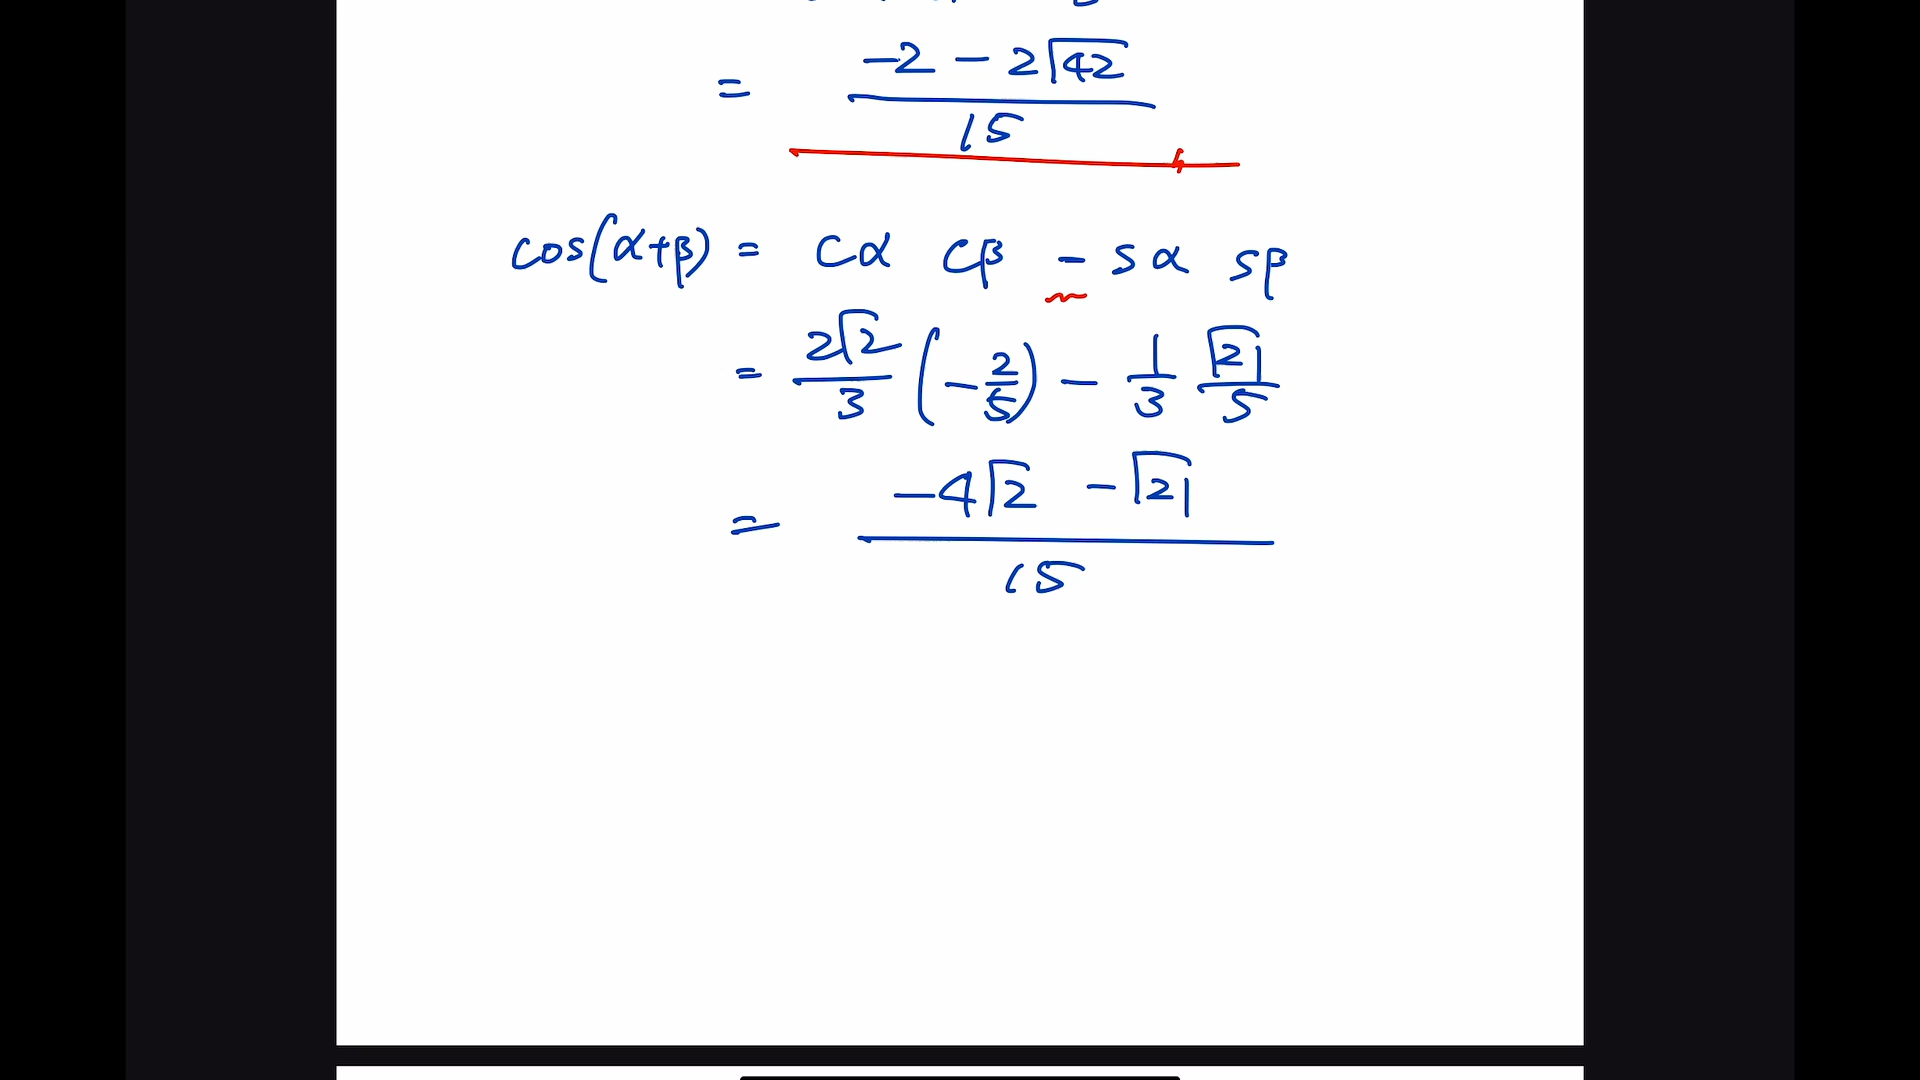 = (-2 - 2√42)/15
cos(α+β) = Cα Cβ - Sα Sβ
= 2√2/3 (-2/5) - 1/3 √21/5
= (-4√2 - √21)/15